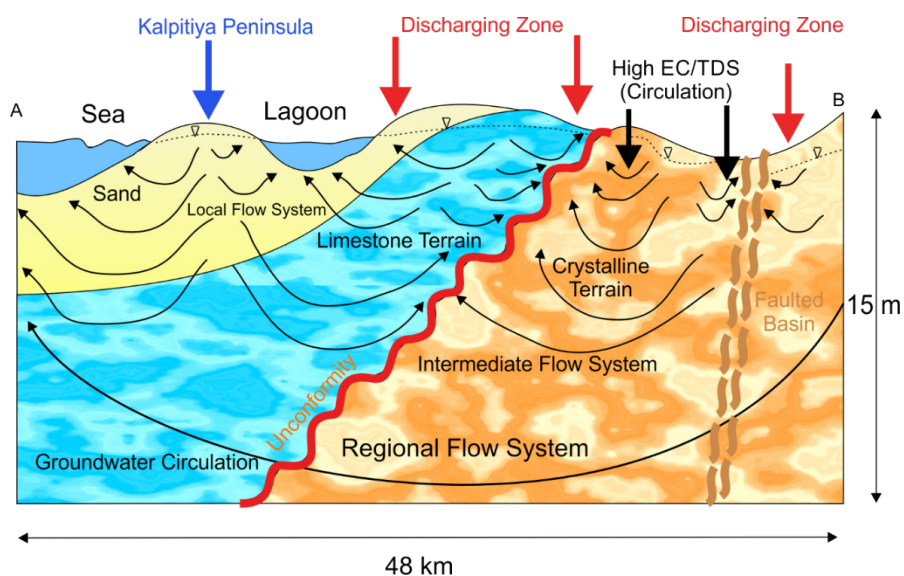 Kalpitiya Peninsula
Discharging Zone
Discharging Zone
High EC/TDS
(Circulation)
A
Sea
Lagoon
B
Sand
Local Flow System
Limestone Terrain
Crystalline
Terrain
Faulted
Basin
15 m
Intermediate Flow System
Unconformity
Regional Flow System
Groundwater Circulation
48 km